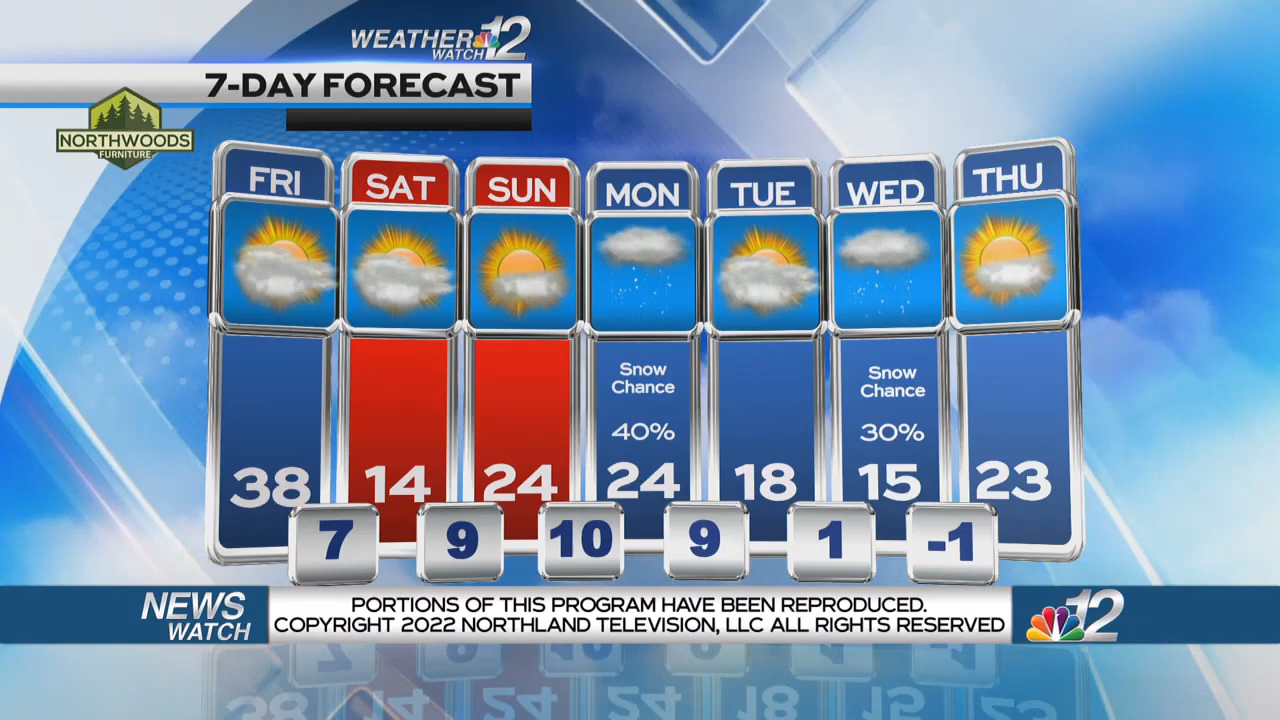 WEATHER 12
WATCH
7-DAY FORECAST
NORTHWOODS
FURNITURE
FRI SAT SUN MON TUE WED THU
Snow Chance
Snow Chance
40% 30%
38 14 24 24 18 15 23
7 9 10 9 1 -1
NEWS
WATCH
PORTIONS OF THIS PROGRAM HAVE BEEN REPRODUCED.
COPYRIGHT 2022 NORTHLAND TELEVISION, LLC ALL RIGHTS RESERVED
12